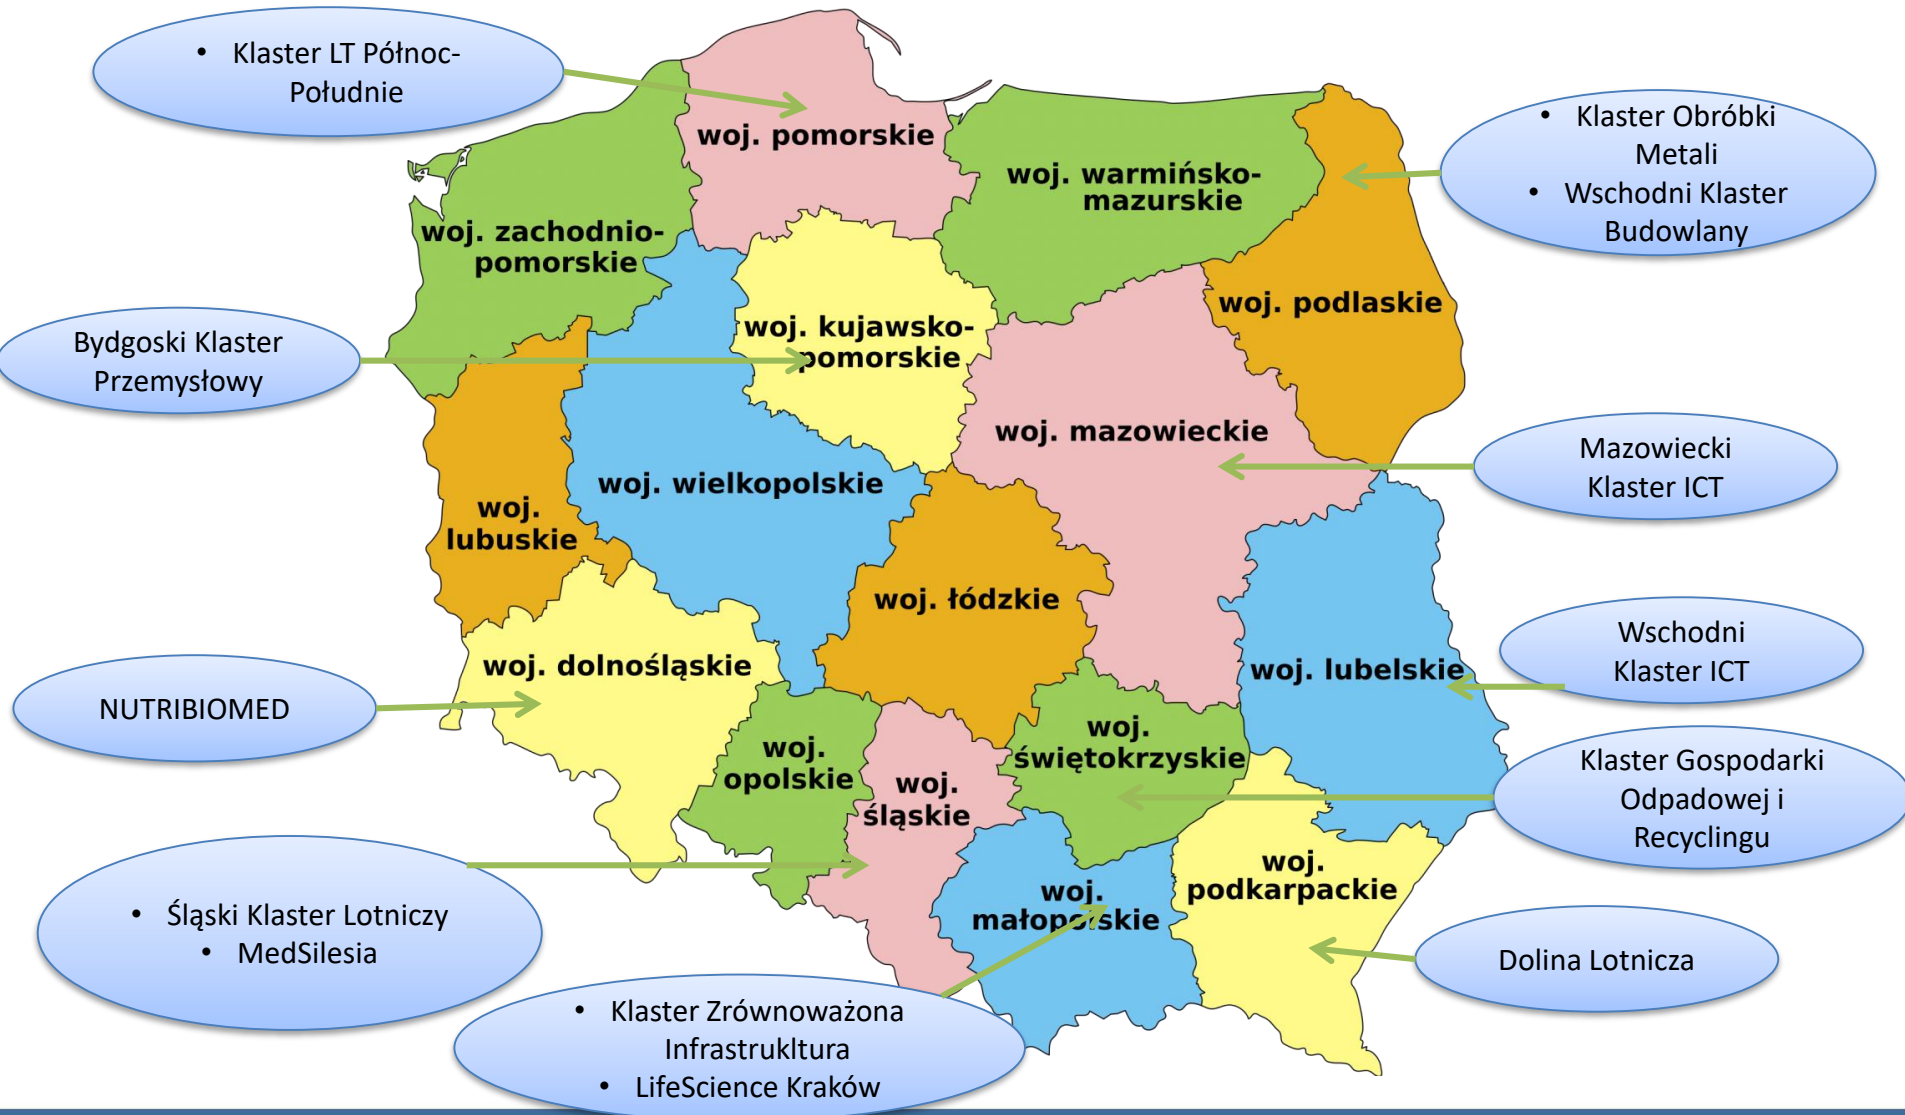 • Klaster LT Północ-
Południe
woj. pomorskie
• Klaster Obróbki
Metali
• Wschodni Klaster
Budowlany
woj. warmińsko-
mazurskie
woj. zachodnio-
pomorskie
woj. podlaskie
Bydgoski Klaster
Przemysłowy
woj. kujawsko-
pomorskie
woj. mazowieckie
Mazowiecki
Klaster ICT
woj. wielkopolskie
woj.
lubuskie
woj. łódzkie
Wschodni
Klaster ICT
woj. dolnośląskie
woj. lubelskie
NUTRIBIOMED
woj.
opolskie
woj.
świętokrzyskie
woj.
śląskie
Klaster Gospodarki
Odpadowej i
Recyclingu
woj.
podkarpackie
woj.
małopolskie
• Śląski Klaster Lotniczy
• MedSilesia
Dolina Lotnicza
• Klaster Zrównoważona
Infrastrukltura
• LifeScience Kraków